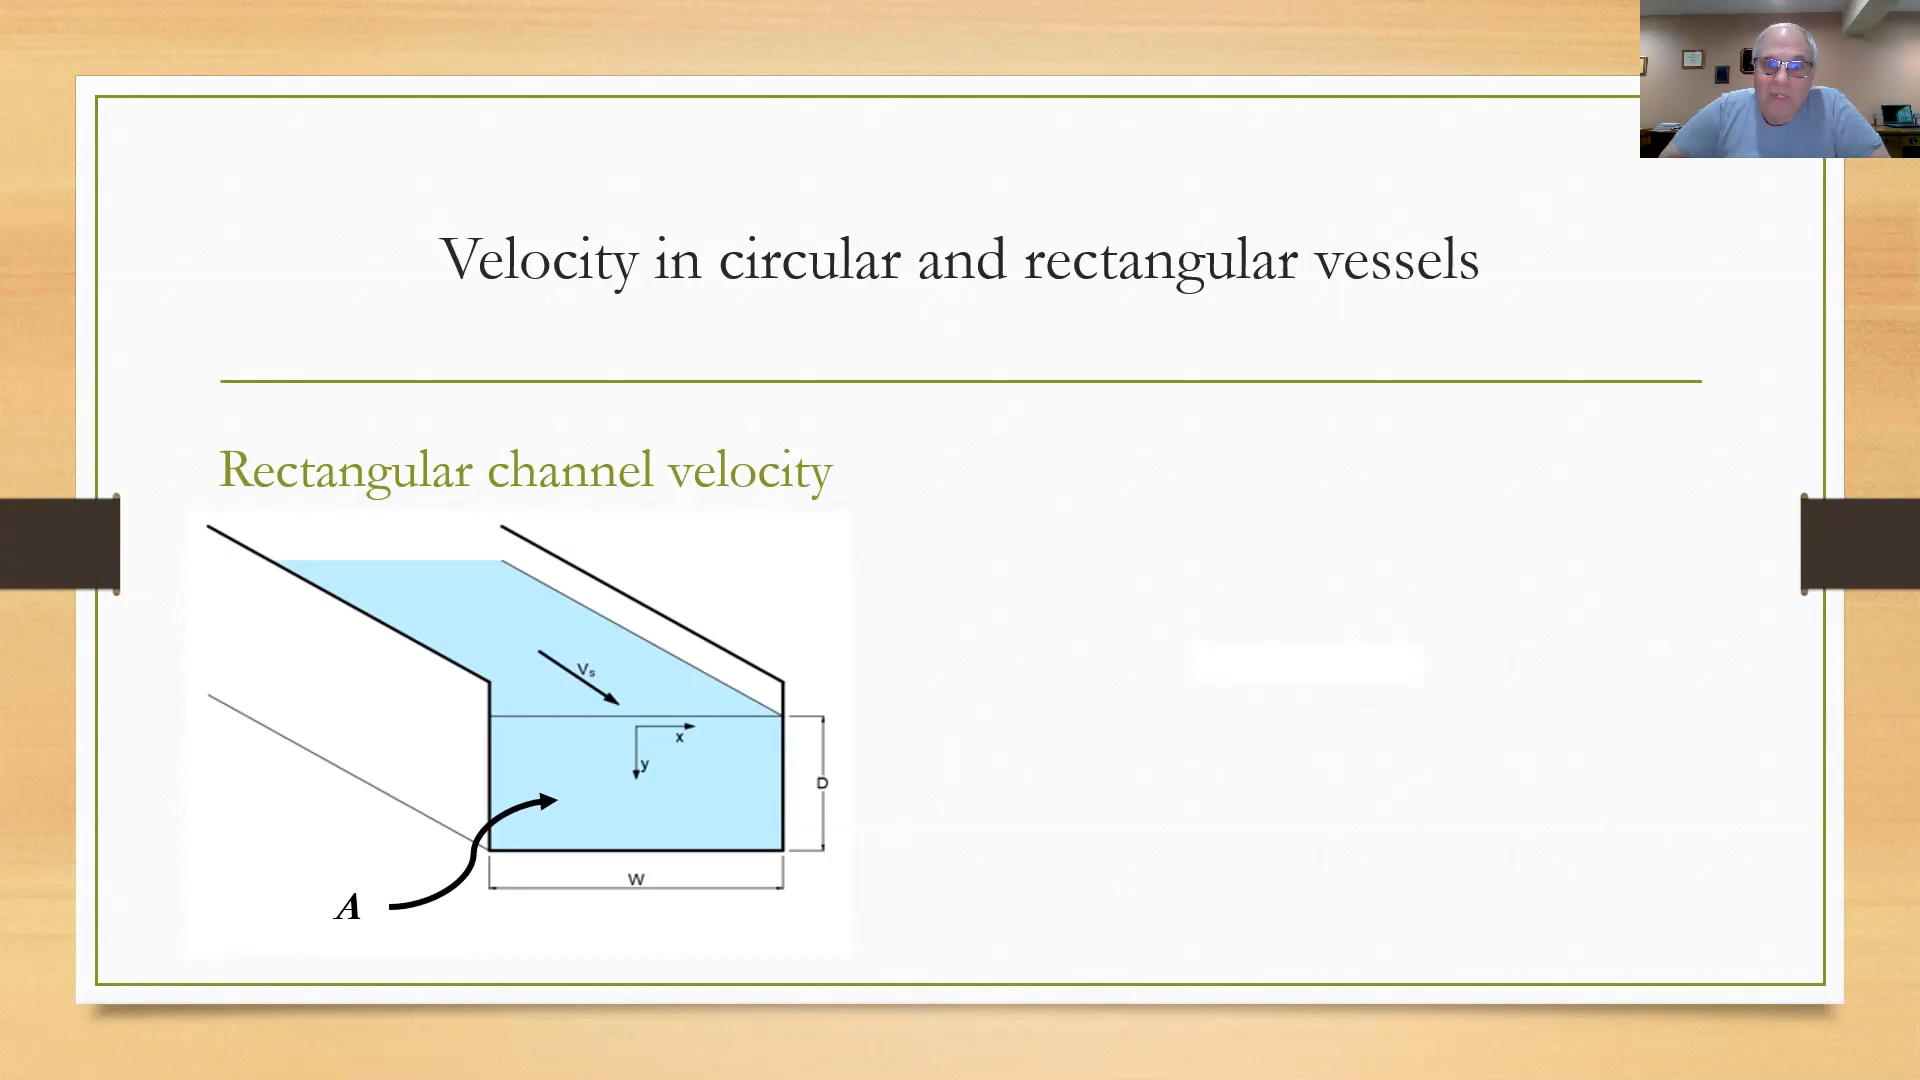 Velocity in circular and rectangular vessels
Rectangular channel velocity
Vs
x
y
D
W
A